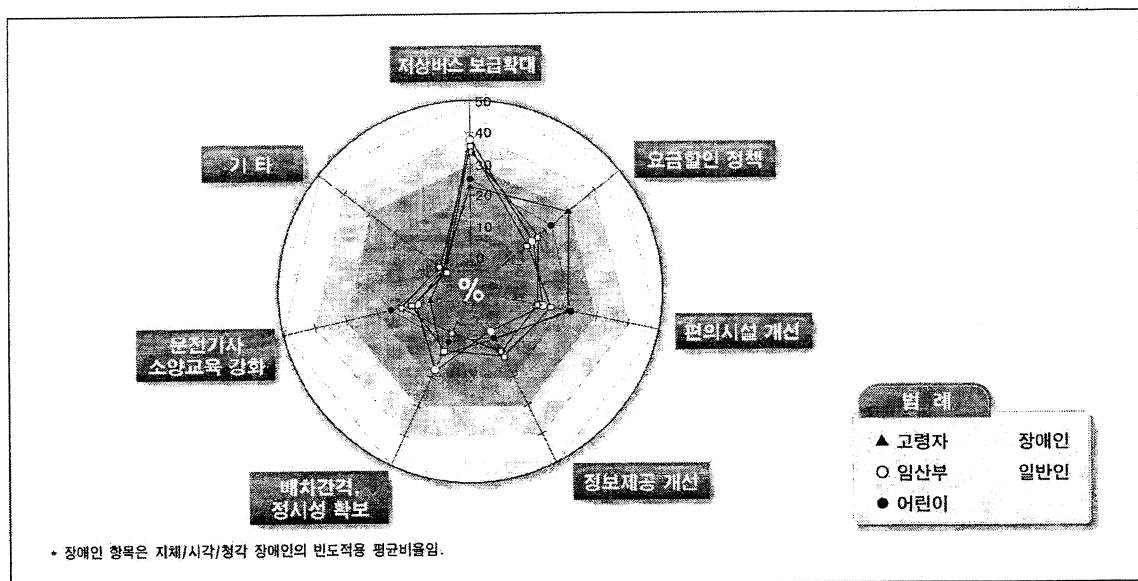 저상버스 보급확대
50
40
30
20
10
0
%
요금할인 정책
편의시설 개선
정보제공 개선
배차간격,
정시성 확보
운전기사
소양교육 강화
기 타
범 례
▲ 고령자 장애인
○ 임산부 일반인
● 어린이
* 장애인 항목은 지체/시각/청각 장애인의 빈도적용 평균비율임.